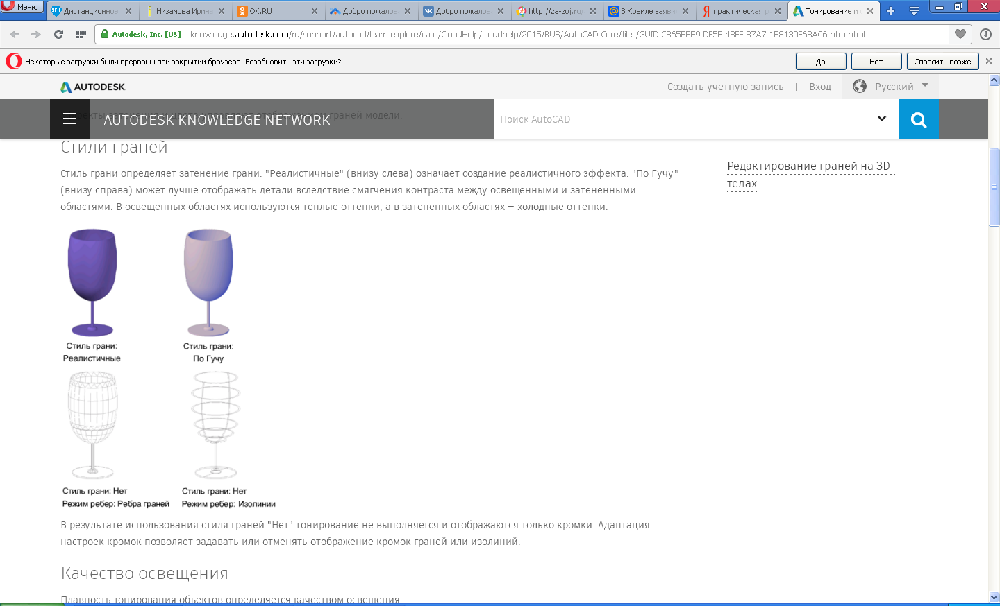 Меню
Дистанционное
Низамова Ирина
OK.RU
Добро пожалов
Добро пожалов
http://za-zoj.ru/
В Кремле заяви
практическая р
Тонирование и
Autodesk, Inc. [US]
knowledge.autodesk.com/ru/support/autocad/learn-explore/caas/CloudHelp/cloudhelp/2015/RUS/AutoCAD-Core/files/GUID-C865EEE9-DF5E-4BFF-87A7-1E8130F68AC6-htm.html
Некоторые загрузки были прерваны при закрытии браузера. Возобновить эти загрузки?
Да
Нет
Спросить позже
AUTODESK.
Создать учетную запись | Вход
Русский
отображением граней модели.
AUTODESK KNOWLEDGE NETWORK
Поиск AutoCAD
Стили граней
Стиль грани определяет затенение грани. "Реалистичные" (внизу слева) означает создание реалистичного эффекта. "По Гучу"
(внизу справа) может лучше отображать детали вследствие смягчения контраста между освещенными и затененными
областями. В освещенных областях используются теплые оттенки, а в затененных областях — холодные оттенки.
Редактирование граней на 3D-
телах
Стиль грани:
Реалистичные
Стиль грани:
По Гучу
Стиль грани: Нет
Режим ребер: Ребра граней
Стиль грани: Нет
Режим ребер: Изолинии
В результате использования стиля граней "Нет" тонирование не выполняется и отображаются только кромки. Адаптация
настроек кромок позволяет задавать или отменять отображение кромок граней или изолиний.
Качество освещения
Плавность тонирования объектов определяется качеством освещения.